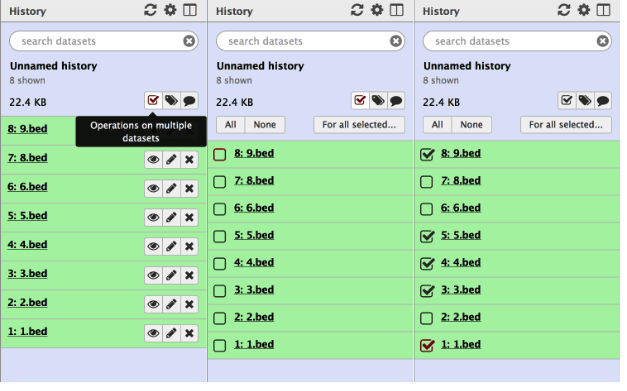 History
search datasets
Unnamed history
8 shown
22.4 KB
Operations on multiple
datasets
8: 9.bed
7: 8.bed
6: 6.bed
5: 5.bed
4: 4.bed
3: 3.bed
2: 2.bed
1: 1.bed
History
search datasets
Unnamed history
8 shown
22.4 KB
All None For all selected...
8: 9.bed
7: 8.bed
6: 6.bed
5: 5.bed
4: 4.bed
3: 3.bed
2: 2.bed
1: 1.bed
History
search datasets
Unnamed history
8 shown
22.4 KB
All None For all selected...
8: 9.bed
7: 8.bed
6: 6.bed
5: 5.bed
4: 4.bed
3: 3.bed
2: 2.bed
1: 1.bed